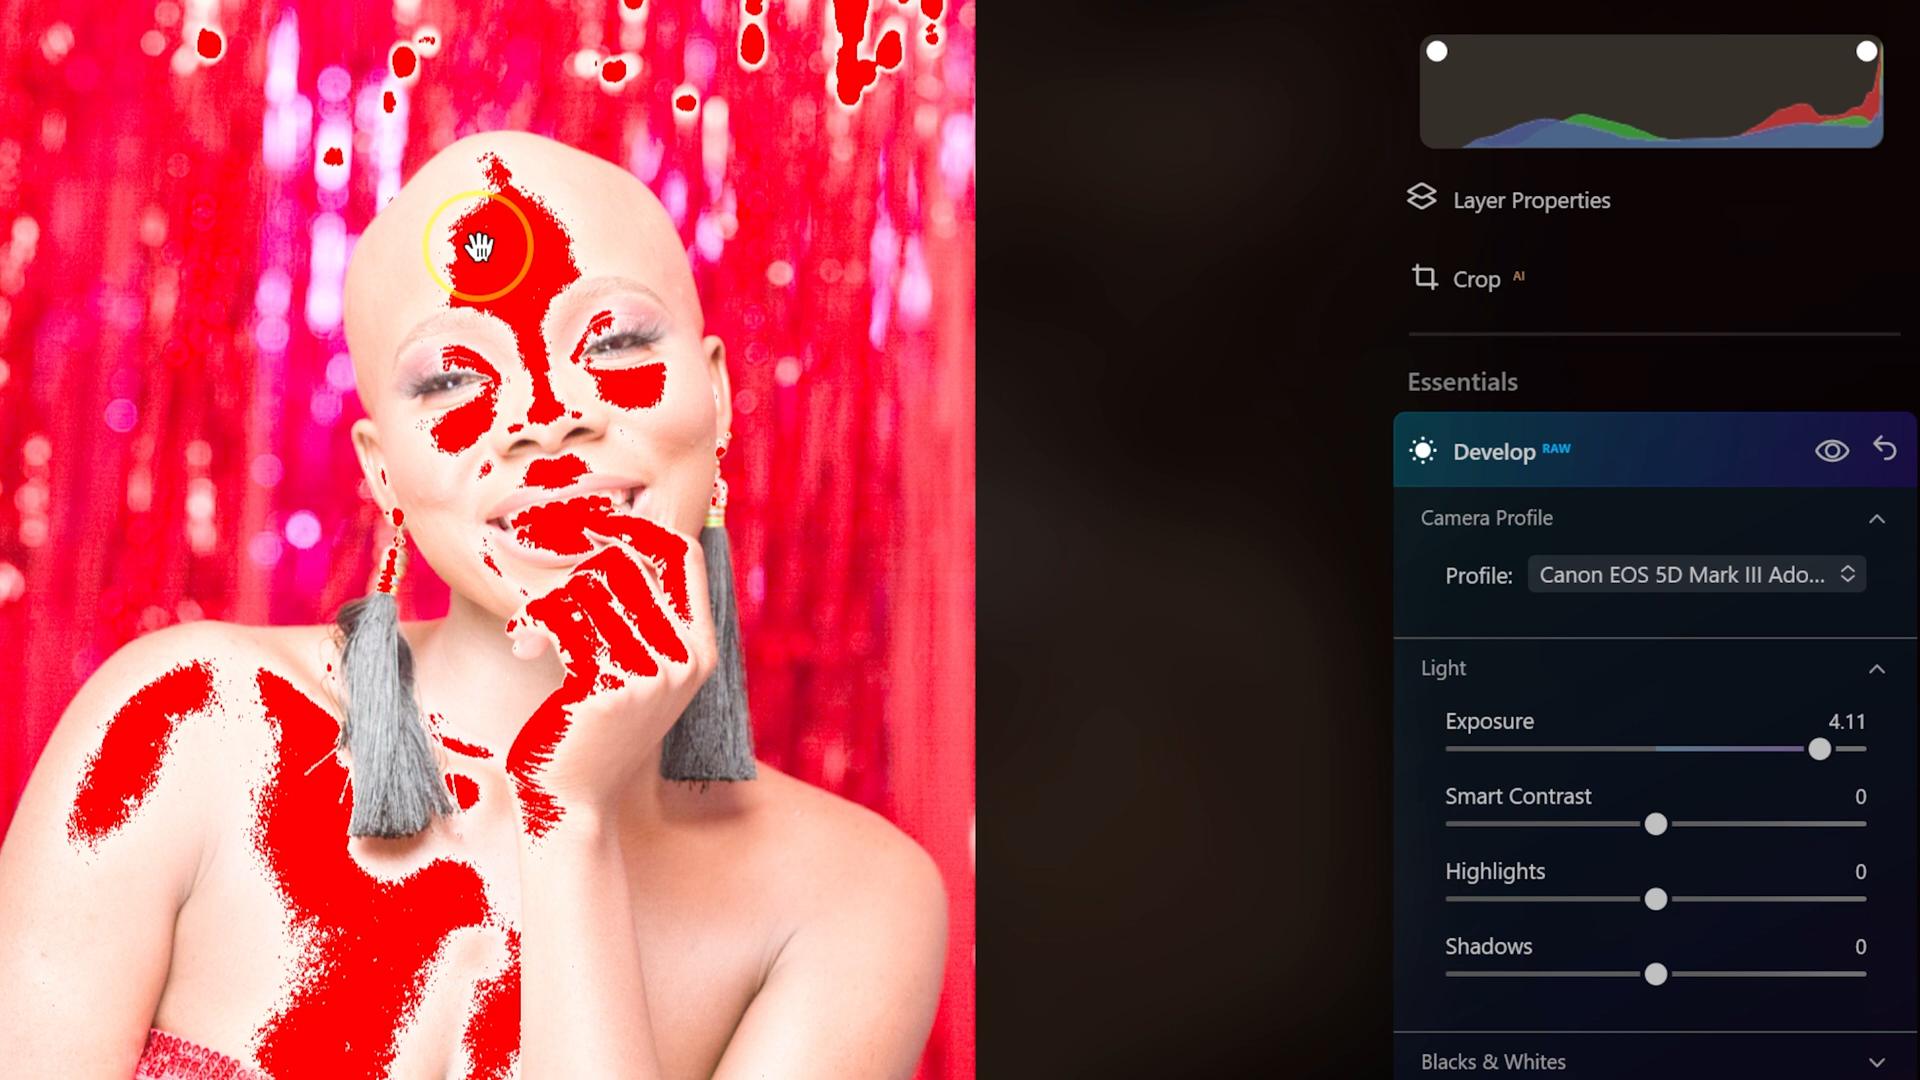 Layer Properties
Crop AI
Essentials
Develop RAW
Camera Profile
Profile: Canon EOS 5D Mark III Ado...
Light
Exposure 4.11
Smart Contrast 0
Highlights 0
Shadows 0
Blacks & Whites